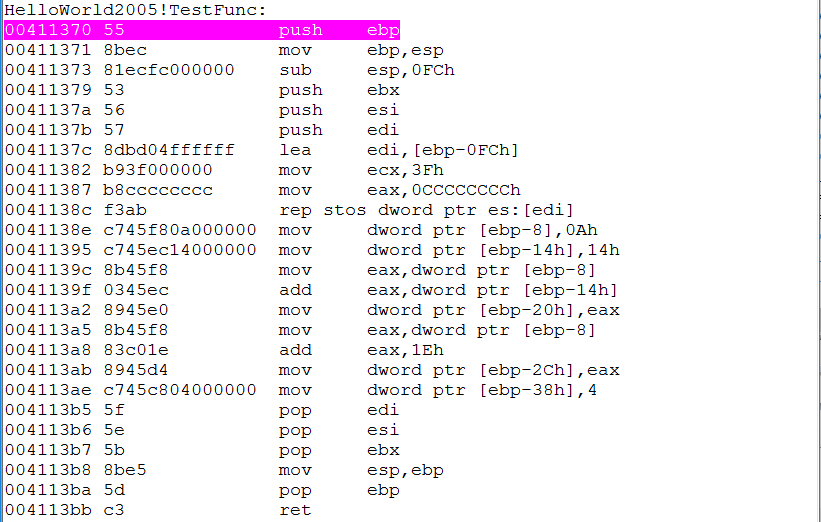 HelloWorld2005!TestFunc:
00411370 55 push ebp
00411371 8bec mov ebp,esp
00411373 81ecfc000000 sub esp,0FCh
00411379 53 push ebx
0041137a 56 push esi
0041137b 57 push edi
0041137c 8dbd04ffffff lea edi,[ebp-0FCh]
00411382 b93f000000 mov ecx,3Fh
00411387 b8cccccccc mov eax,0CCCCCCCCh
0041138c f3ab rep stos dword ptr es:[edi]
0041138e c745f80a000000 mov dword ptr [ebp-8],0Ah
00411395 c745ec14000000 mov dword ptr [ebp-14h],14h
0041139c 8b45f8 mov eax,dword ptr [ebp-8]
0041139f 0345ec add eax,dword ptr [ebp-14h]
004113a2 8945e0 mov dword ptr [ebp-20h],eax
004113a5 8b45f8 mov eax,dword ptr [ebp-8]
004113a8 83c01e add eax,1Eh
004113ab 8945d4 mov dword ptr [ebp-2Ch],eax
004113ae c745c804000000 mov dword ptr [ebp-38h],4
004113b5 5f pop edi
004113b6 5e pop esi
004113b7 5b pop ebx
004113b8 8be5 mov esp,ebp
004113ba 5d pop ebp
004113bb c3 ret